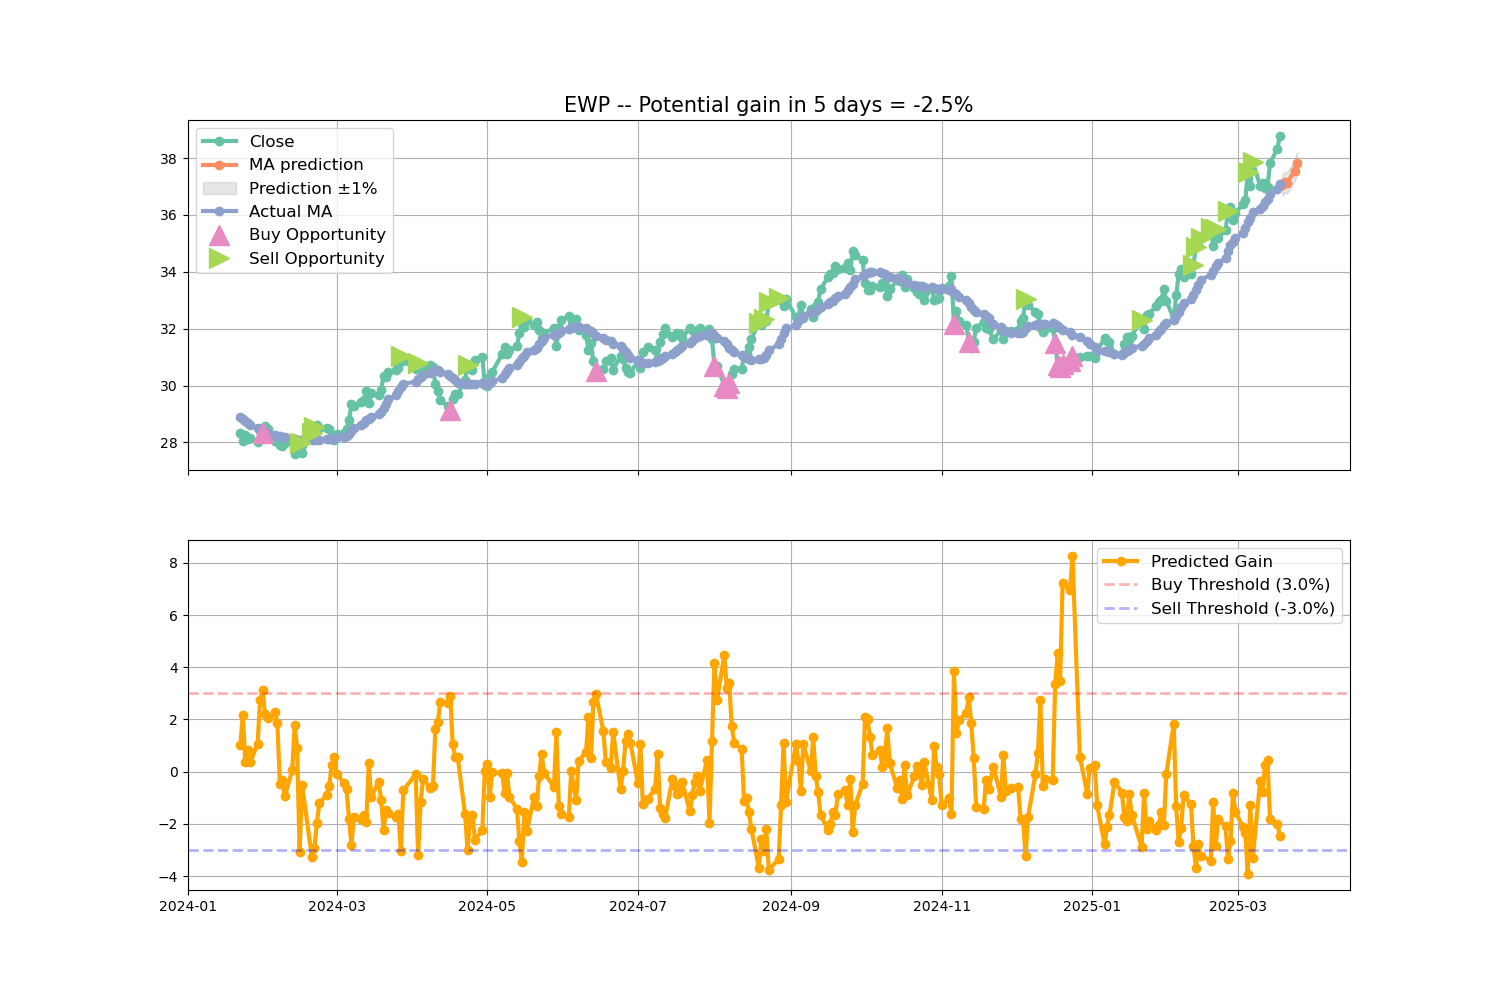 EWP -- Potential gain in 5 days = -2.5%
Close
MA prediction
Prediction ±1%
Actual MA
Buy Opportunity
Sell Opportunity
38
36
34
32
30
28
Predicted Gain
Buy Threshold (3.0%)
Sell Threshold (-3.0%)
8
6
4
2
0
−2
−4
2024-01 2024-03 2024-05 2024-07 2024-09 2024-11 2025-01 2025-03